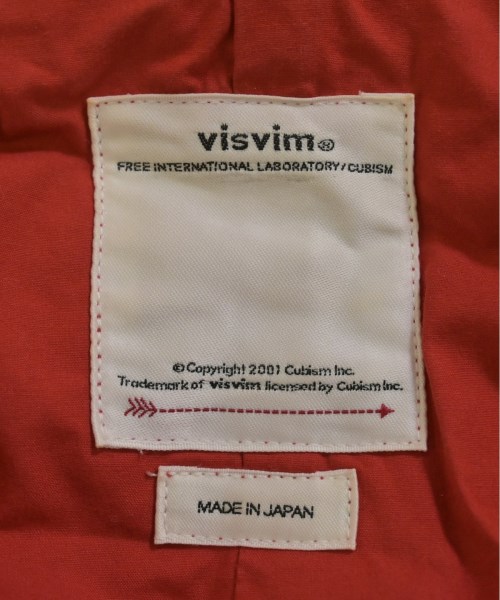 visvim®
FREE INTERNATIONAL LABORATORY/CUBISM
© Copyright 2001 Cubism Inc.
Trademark of visvim licensed by Cubism Inc.
MADE IN JAPAN